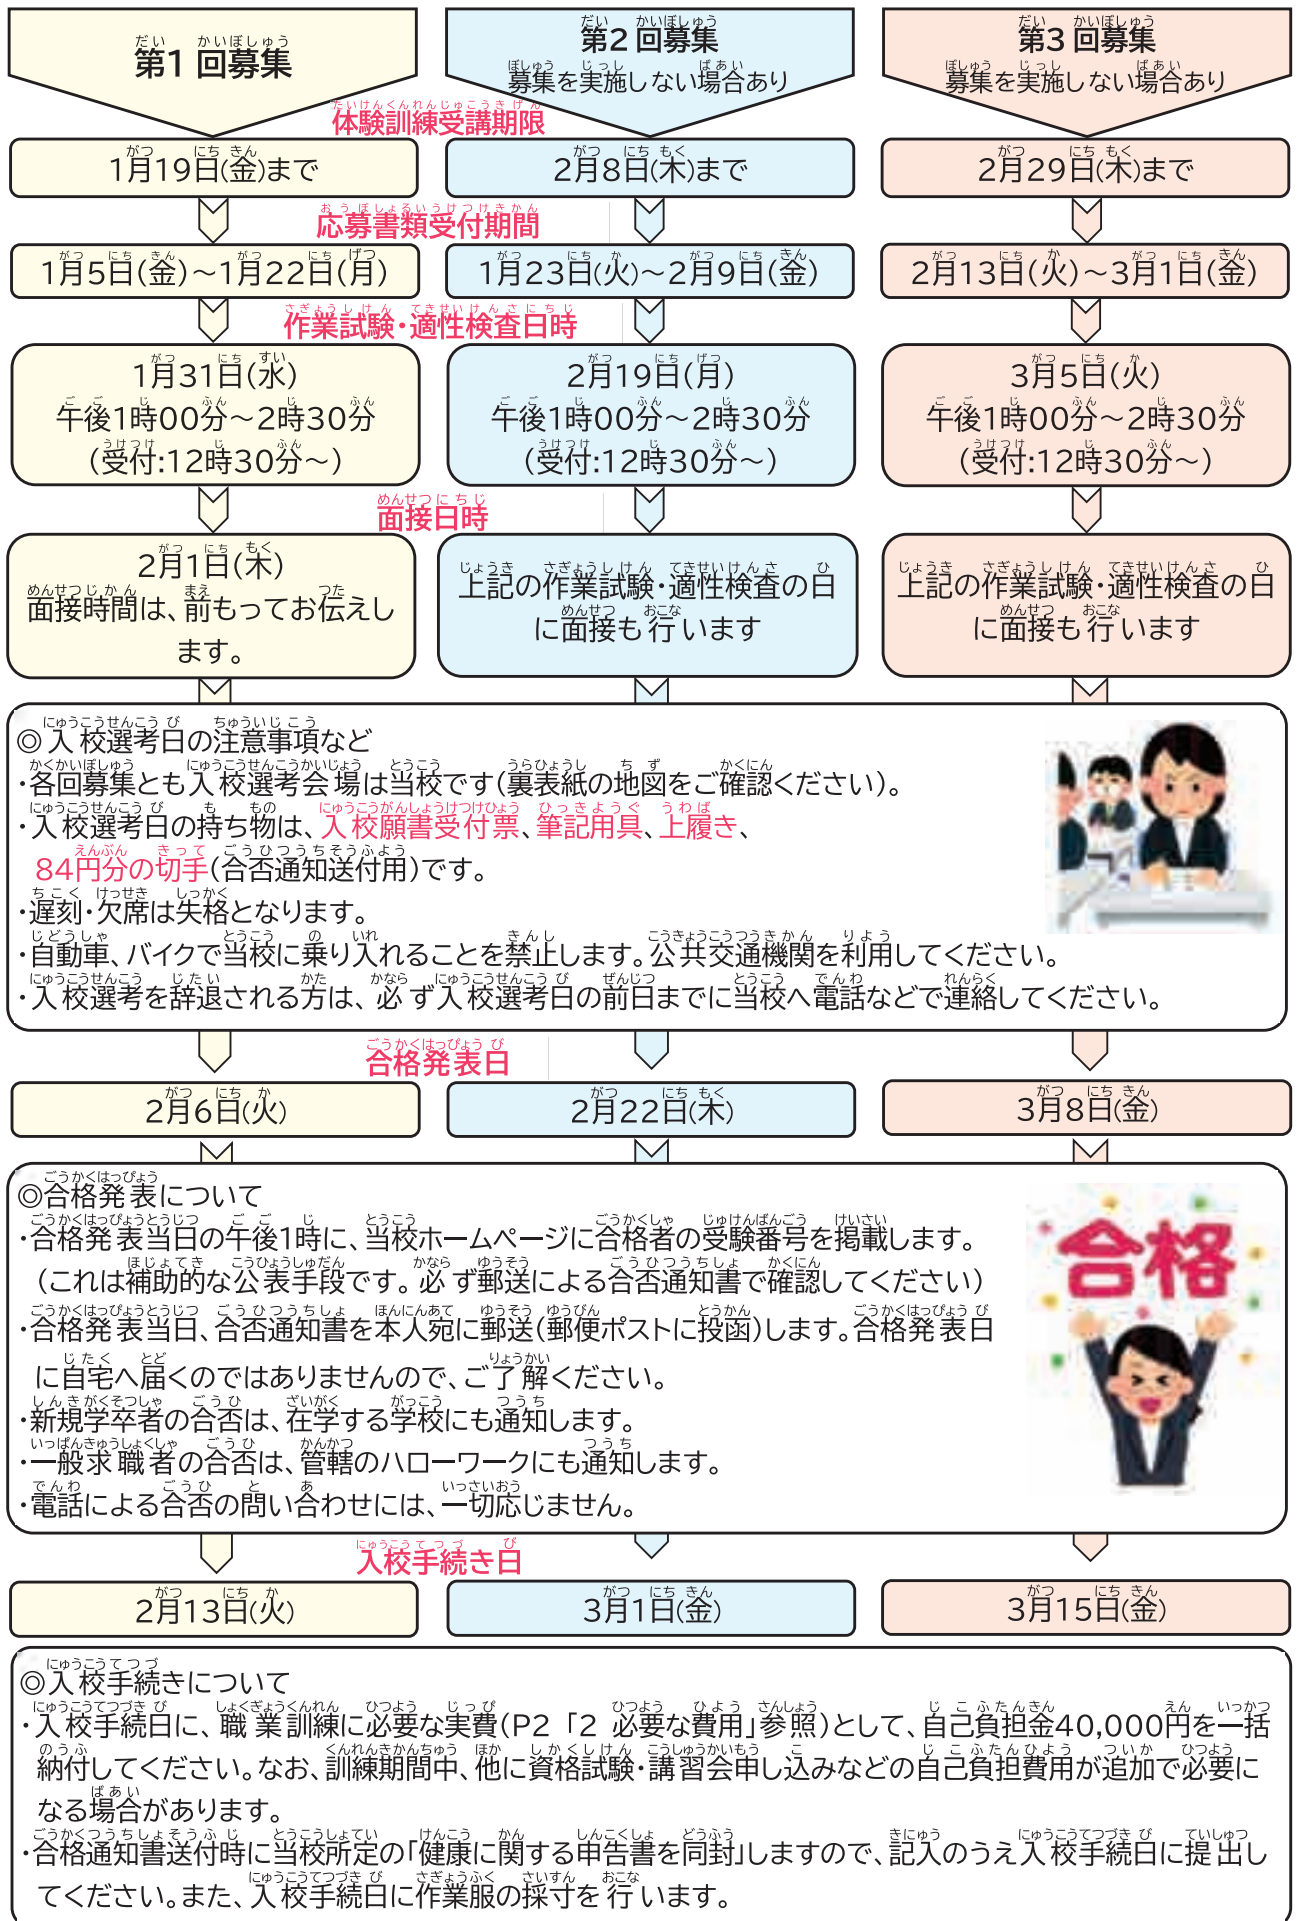 第1回募集
第2回募集
募集を実施しない場合あり
第3回募集
募集を実施しない場合あり
体験訓練受講期限
1月19日(金)まで
2月8日(木)まで
2月29日(木)まで
応募書類受付期間
1月5日(金)～1月22日(月)
1月23日(火)～2月9日(金)
2月13日(火)～3月1日(金)
作業試験・適性検査日時
1月31日(水)
午後1時00分～2時30分
(受付:12時30分～)
2月19日(月)
午後1時00分～2時30分
(受付:12時30分～)
3月5日(火)
午後1時00分～2時30分
(受付:12時30分～)
面接日時
2月1日(木)
面接時間は、前もってお伝えし
ます。
上記の作業試験・適性検査の日
に面接も行います
上記の作業試験・適性検査の日
に面接も行います
◎入校選考日の注意事項など
・各回募集とも入校選考会場は当校です(裏表紙の地図をご確認ください)。
・入校選考日の持ち物は、入校願書受付票、筆記用具、上履き、
84円分の切手(合否通知送付用)です。
・遅刻・欠席は失格となります。
・自動車、バイクで当校に乗り入れることを禁止します。公共交通機関を利用してください。
・入校選考を辞退される方は、必ず入校選考日の前日までに当校へ電話などで連絡してください。
合格発表日
2月6日(火)
2月22日(木)
3月8日(金)
◎合格発表について
・合格発表当日の午後1時に、当校ホームページに合格者の受験番号を掲載します。
(これは補助的な公表手段です。必ず郵送による合否通知書で確認してください)
・合格発表当日、合否通知書を本人宛に郵送(郵便ポストに投函)します。合格発表日
に自宅へ届くのではありませんので、ご了解ください。
・新規学卒者の合否は、在学する学校にも通知します。
・一般求職者の合否は、管轄のハローワークにも通知します。
・電話による合否の問い合わせには、一切応じません。
合格
入校手続き日
2月13日(火)
3月1日(金)
3月15日(金)
◎入校手続きについて
・入校手続日に、職業訓練に必要な実費(P2「2 必要な費用」参照)として、自己負担金40,000円を一括
納付してください。なお、訓練期間中、他に資格試験・講習会申し込みなどの自己負担費用が追加で必要に
なる場合があります。
・合格通知書送付時に当校所定の「健康に関する申告書を同封」しますので、記入のうえ入校手続日に提出し
てください。また、入校手続日に作業服の採寸を行います。